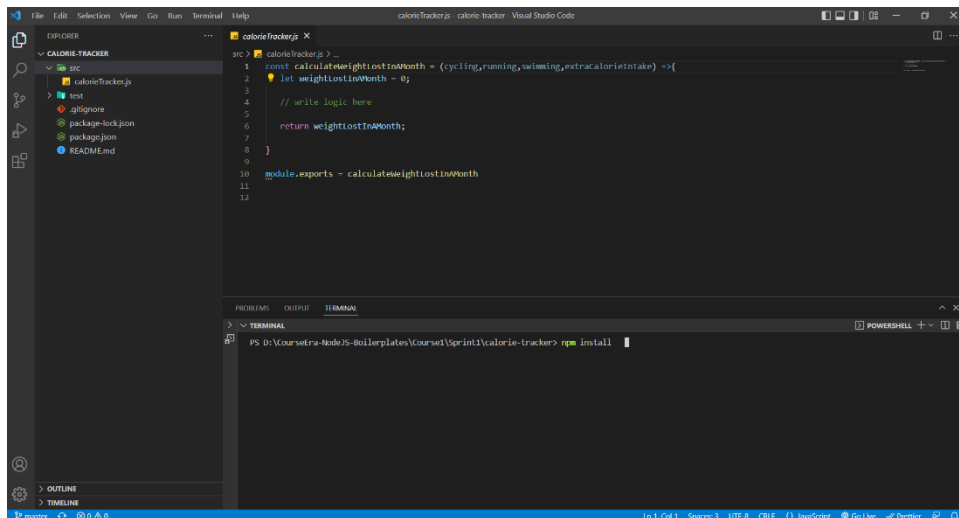 File Edit Selection View Go Run Terminal Help
calorieTracker.js - calorie-tracker - Visual Studio Code
EXPLORER
CALORIE-TRACKER
src
calorieTracker.js
test
.gitignore
package-lock.json
package.json
README.md
OUTLINE
TIMELINE
calorieTracker.js
src > calorieTracker.js > ...
1 const calculateWeightLostInAMonth = (cycling,running,swimming,extraCalorieInTake) =>{
2 let weightLostInAMonth = 0;
3
4 // write logic here
5
6 return weightLostInAMonth;
7
8 }
9
10 module.exports = calculateWeightLostInAMonth
11
12
PROBLEMS OUTPUT TERMINAL
TERMINAL
POWERSHELL
PS D:\CourseEra-NodeJS-Boilerplates\Course1\Sprint1\calorie-tracker> npm install
master 0 0 Ln 1, Col 1 Spaces: 3 UTF-8 CRLF {} JavaScript Go Live Prettier